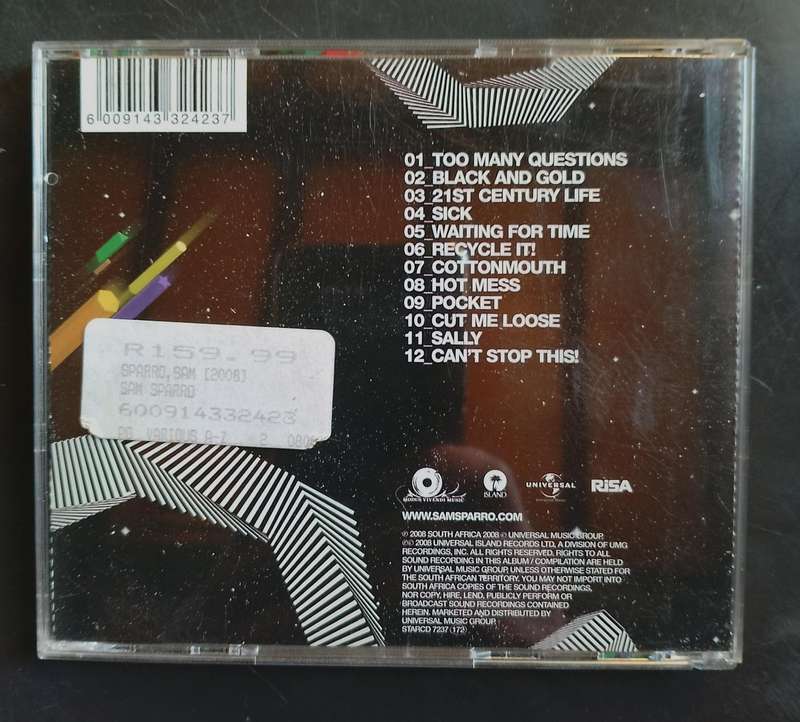 6 009143 324237
01_TOO MANY QUESTIONS
02_BLACK AND GOLD
03_21ST CENTURY LIFE
04_SICK
05_WAITING FOR TIME
06_RECYCLE IT!
07_COTTONMOUTH
08_HOT MESS
09_POCKET
10_CUT ME LOOSE
11_SALLY
12_CAN'T STOP THIS!
R159.99
SPARRO,SAM [2008]
SAM SPARRO
600914332423
VARIOUS A-Z 2
MODUS VIVENDI MUSIC
ISLAND
UNIVERSAL
RiSA
WWW.SAMSPARRO.COM
℗ 2008 SOUTH AFRICA 2008 © UNIVERSAL MUSIC GROUP
℗© 2008 UNIVERSAL ISLAND RECORDS LTD, A DIVISION OF UMG
RECORDINGS, INC. ALL RIGHTS RESERVED. RIGHTS TO ALL
SOUND RECORDING IN THIS ALBUM / COMPILATION ARE HELD
BY UNIVERSAL MUSIC GROUP, UNLESS OTHERWISE STATED FOR
THE SOUTH AFRICAN TERRITORY. YOU MAY NOT IMPORT INTO
SOUTH AFRICA COPIES OF THE SOUND RECORDINGS,
NOR COPY, HIRE, LEND, PUBLICLY PERFORM OR
BROADCAST SOUND RECORDINGS CONTAINED
HEREIN. MARKETED AND DISTRIBUTED BY
UNIVERSAL MUSIC GROUP.
STARCD 7237 (172)